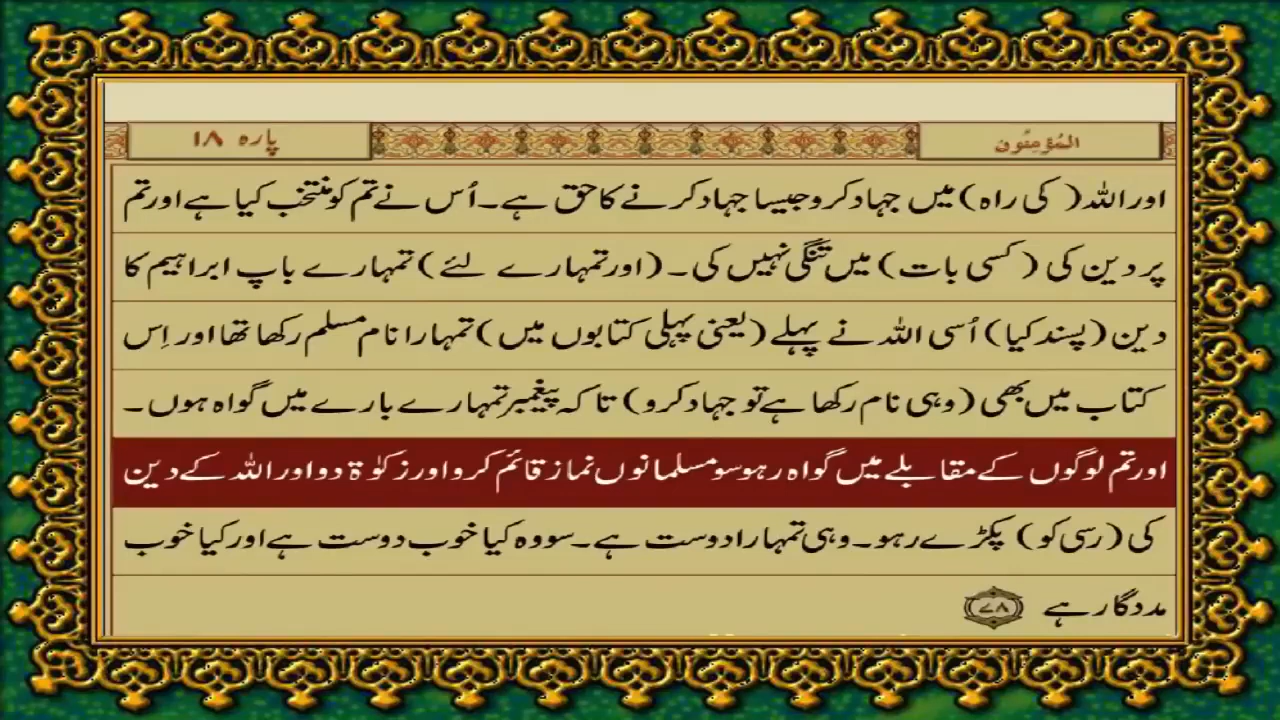 المؤمنون
پارہ ۱۸
اور اللہ (کی راہ) میں جہاد کرو جیسا جہاد کرنے کا حق ہے۔ اُس نے تم کو منتخب کیا ہے اور تم
پر دین کی (کسی بات) میں تنگی نہیں کی۔ (اور تمہارے لئے) تمہارے باپ ابراہیم کا
دین (پسند کیا) اُسی اللہ نے پہلے (یعنی پہلی کتابوں میں) تمہارا نام مسلم رکھا تھا اور اِس
کتاب میں بھی (وہی نام رکھا ہے تو جہاد کرو) تاکہ پیغمبر تمہارے بارے میں گواہ ہوں۔
اور تم لوگوں کے مقابلے میں گواہ رہو سو مسلمانوں نماز قائم کرو اور زکوٰۃ دو اور اللہ کے دین
کی (رسی کو) پکڑے رہو۔ وہی تمہارا دوست ہے۔ سو وہ کیا خوب دوست ہے اور کیا خوب
مددگار ہے ۷۸